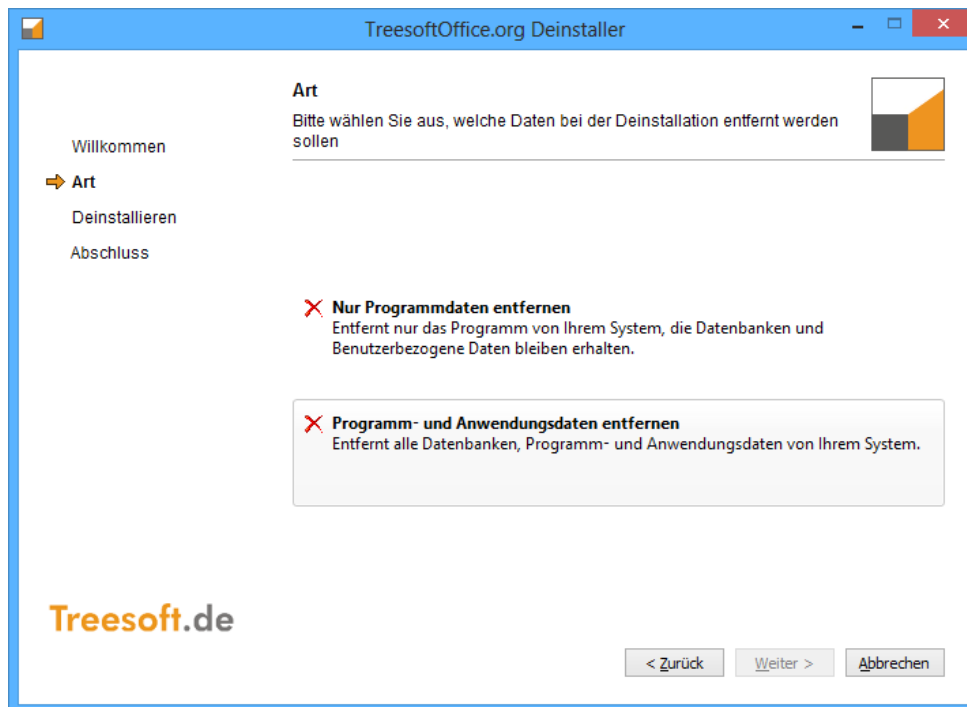 TreesoftOffice.org Deinstaller
Willkommen
Art
Deinstallieren
Abschluss
Art
Bitte wählen Sie aus, welche Daten bei der Deinstallation entfernt werden
sollen
Nur Programmdaten entfernen
Entfernt nur das Programm von Ihrem System, die Datenbanken und
Benutzerbezogene Daten bleiben erhalten.
Programm- und Anwendungsdaten entfernen
Entfernt alle Datenbanken, Programm- und Anwendungsdaten von Ihrem System.
Treesoft.de
< Zurück
Weiter >
Abbrechen